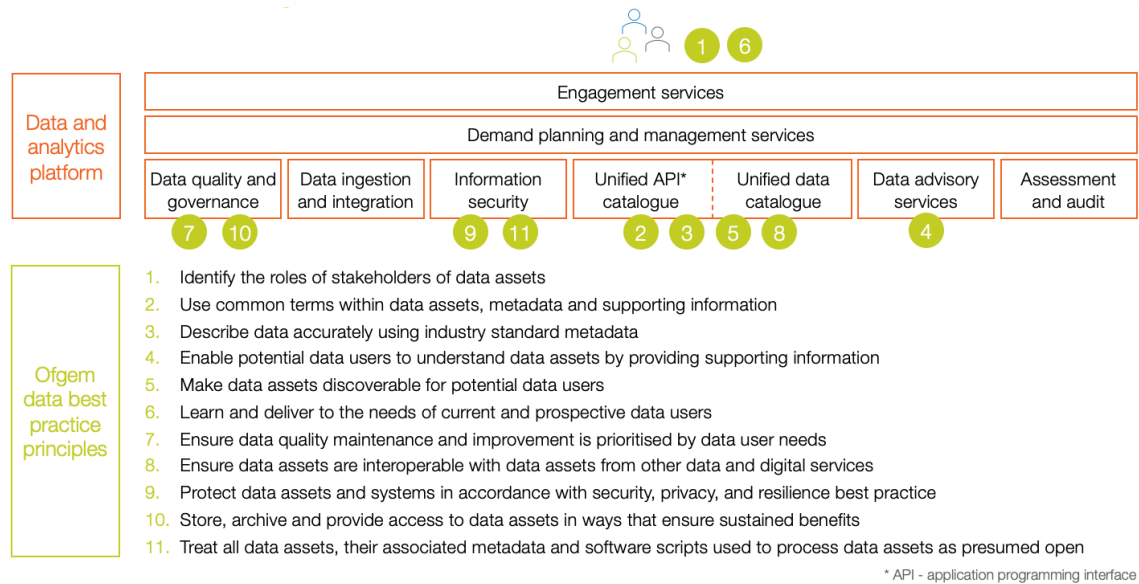 1 6
Engagement services
Data and
analytics
platform
Demand planning and management services
Data quality and
governance
Data ingestion
and integration
Information
security
Unified API*
catalogue
Unified data
catalogue
Data advisory
services
Assessment
and audit
7 10 9 11 2 3 5 8 4
Ofgem
data best
practice
principles
1. Identify the roles of stakeholders of data assets
2. Use common terms within data assets, metadata and supporting information
3. Describe data accurately using industry standard metadata
4. Enable potential data users to understand data assets by providing supporting information
5. Make data assets discoverable for potential data users
6. Learn and deliver to the needs of current and prospective data users
7. Ensure data quality maintenance and improvement is prioritised by data user needs
8. Ensure data assets are interoperable with data assets from other data and digital services
9. Protect data assets and systems in accordance with security, privacy, and resilience best practice
10. Store, archive and provide access to data assets in ways that ensure sustained benefits
11. Treat all data assets, their associated metadata and software scripts used to process data assets as presumed open
* API - application programming interface